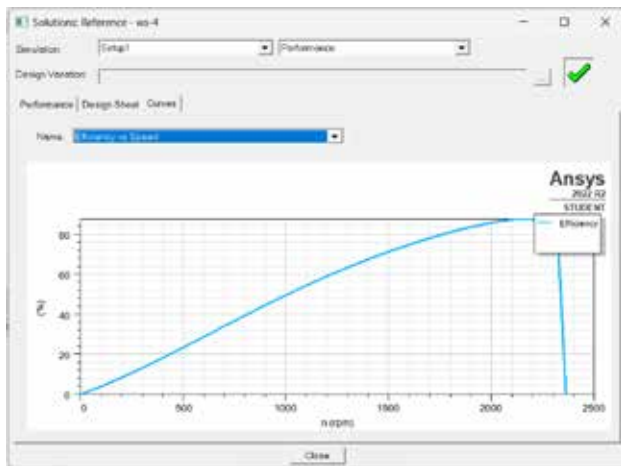 Solutions: Reference - ws-4
Simulation: Setup1 Performance
Design Variation:
...
Performance Design Sheet Curves
Name: Efficiency vs Speed
Ansys
2022 R2
STUDENT
Efficiency
80
60
40
20
0
(%)
0 500 1000 1500 2000 2500
n (rpm)
Close